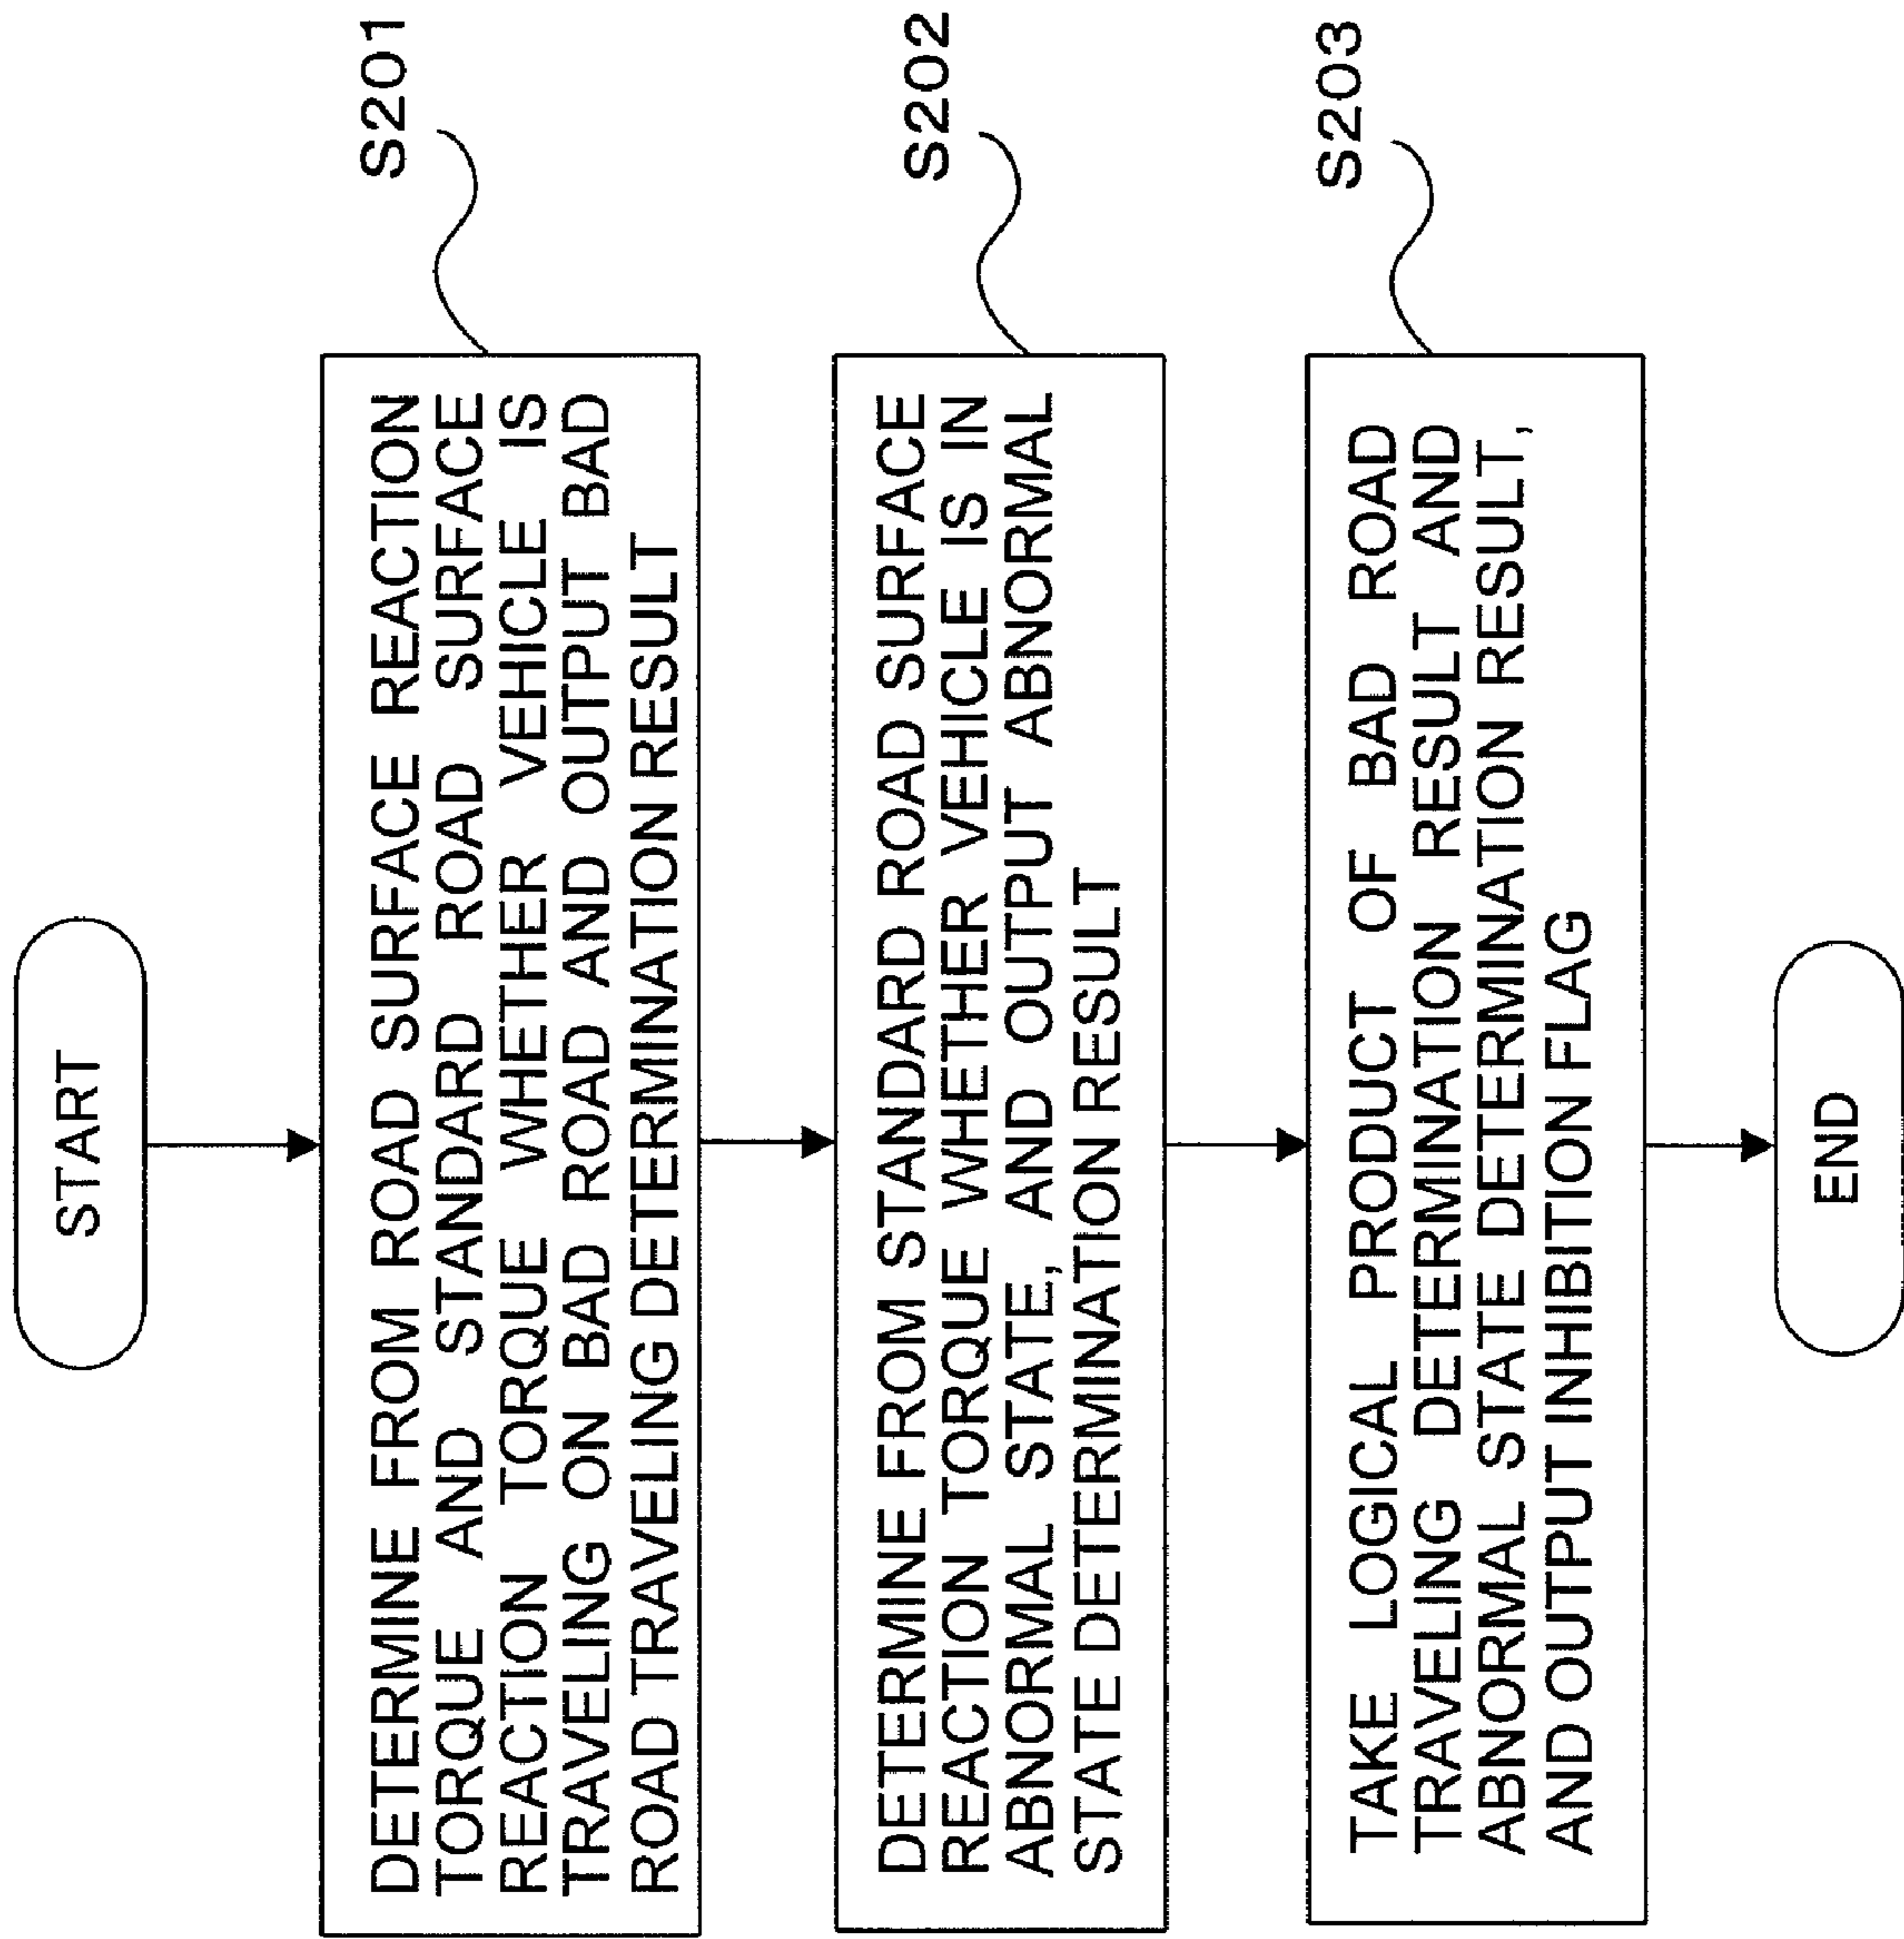 START
S201
DETERMINE FROM ROAD SURFACE REACTION
TORQUE AND STANDARD ROAD SURFACE
REACTION TORQUE WHETHER VEHICLE IS
TRAVELING ON BAD ROAD AND OUTPUT BAD
ROAD TRAVELING DETERMINATION RESULT
S202
DETERMINE FROM STANDARD ROAD SURFACE
REACTION TORQUE WHETHER VEHICLE IS IN
ABNORMAL STATE, AND OUTPUT ABNORMAL
STATE DETERMINATION RESULT
S203
TAKE LOGICAL PRODUCT OF BAD ROAD
TRAVELING DETERMINATION RESULT AND
ABNORMAL STATE DETERMINATION RESULT,
AND OUTPUT INHIBITION FLAG
END